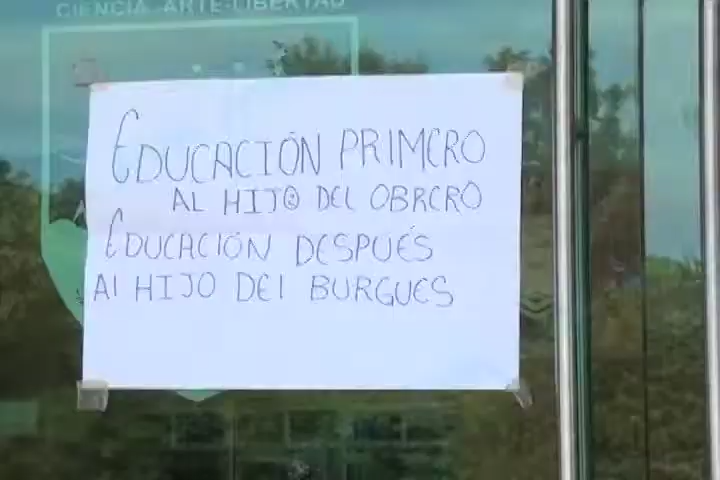 CIENCIA-ARTE-LIBERTAD
EDUCACIÓN PRIMERO
AL HIJO DEL OBRERO
EDUCACIÓN DESPUÉS
Al HIJO DEl BURGUES